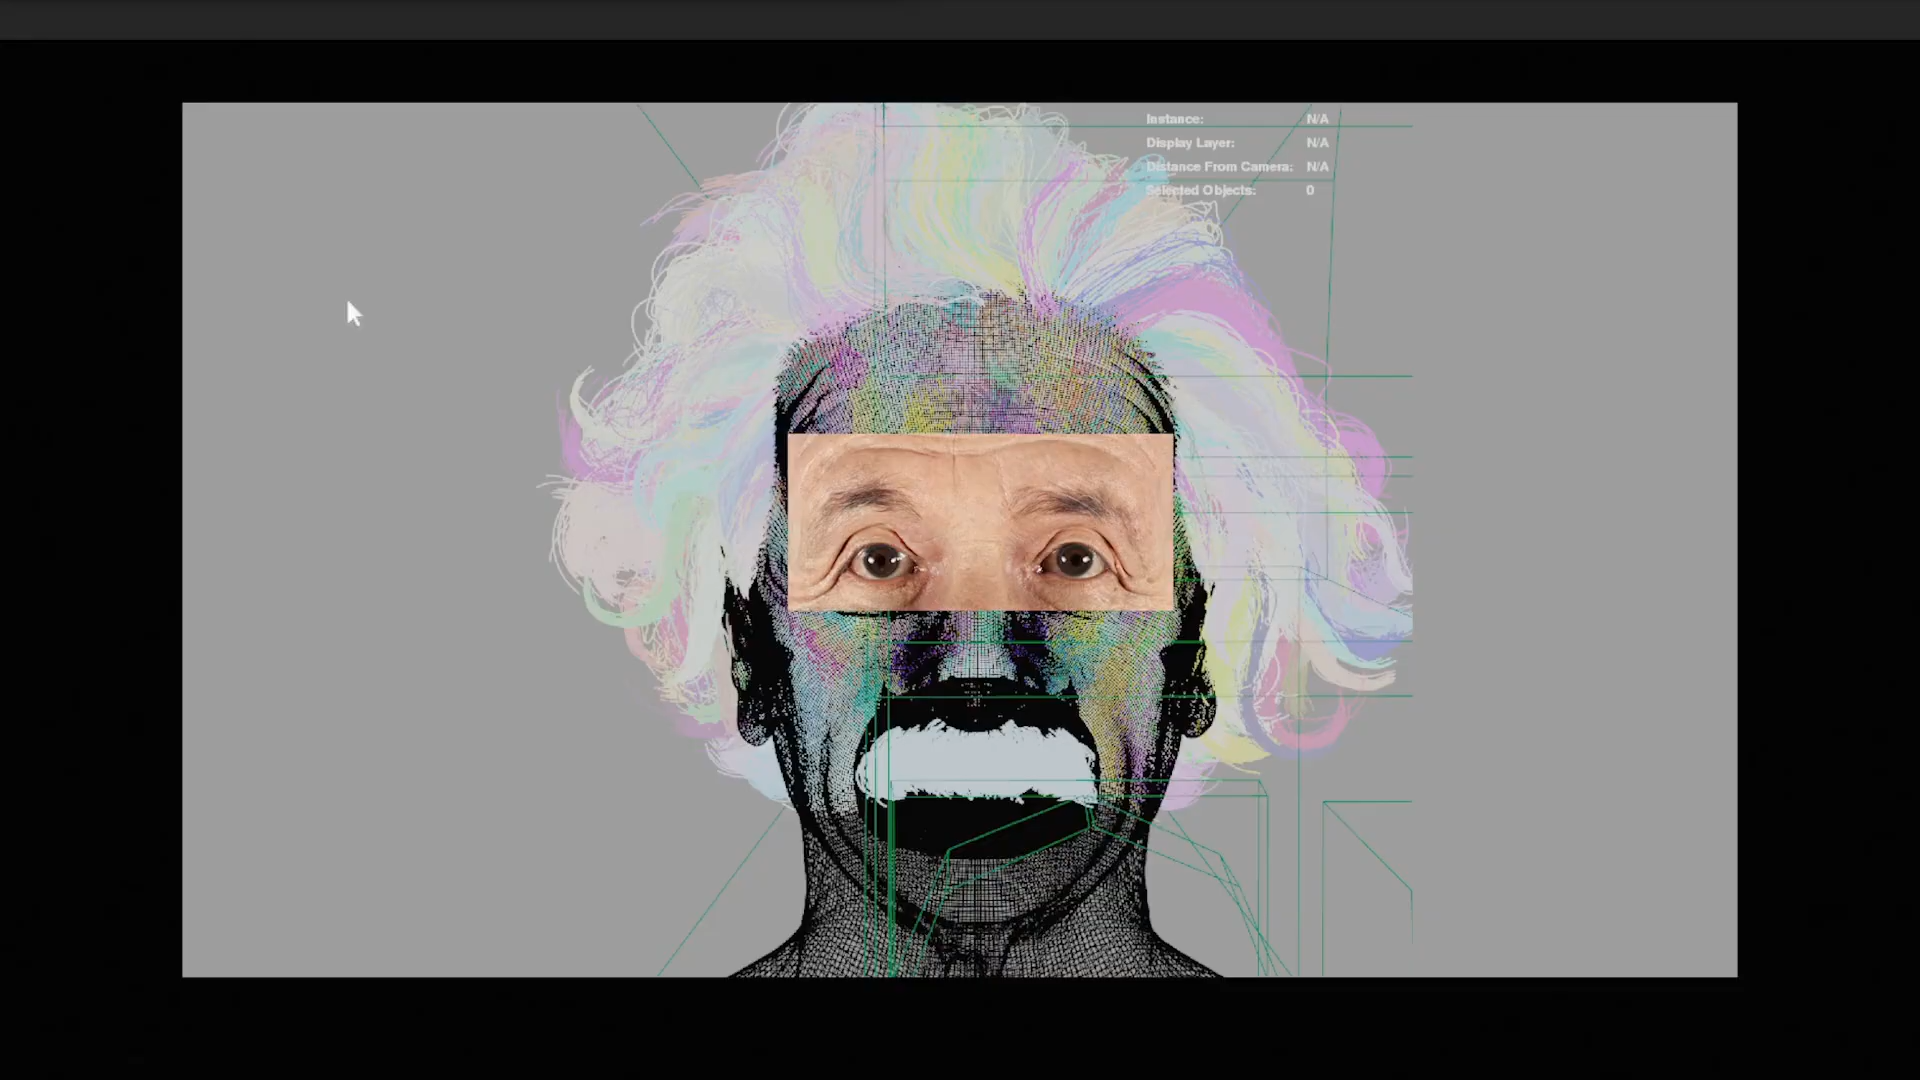 Instance: N/A
Display Layer: N/A
Distance From Camera: N/A
Selected Objects: 0